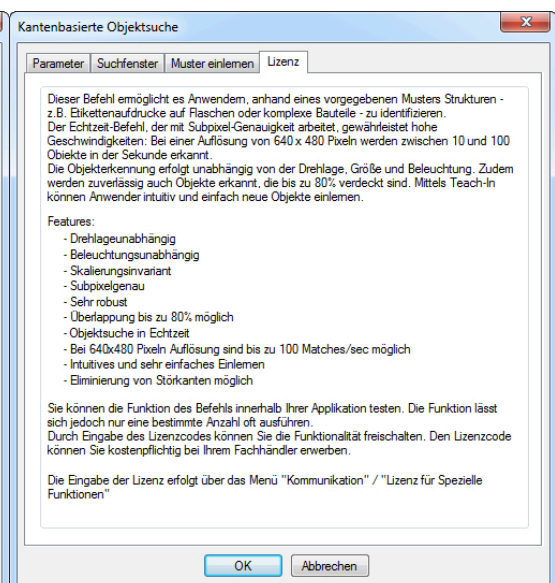 Kantenbasierte Objektsuche
Parameter Suchfenster Muster einlernen Lizenz
Dieser Befehl ermöglicht es Anwendern, anhand eines vorgegebenen Musters Strukturen -
z.B. Etikettenaufdrucke auf Flaschen oder komplexe Bauteile - zu identifizieren.
Der Echtzeit-Befehl, der mit Subpixel-Genauigkeit arbeitet, gewährleistet hohe
Geschwindigkeiten: Bei einer Auflösung von 640 x 480 Pixeln werden zwischen 10 und 100
Objekte in der Sekunde erkannt.
Die Objekterkennung erfolgt unabhängig von der Drehlage, Größe und Beleuchtung. Zudem
werden zuverlässig auch Objekte erkannt, die bis zu 80% verdeckt sind. Mittels Teach-In
können Anwender intuitiv und einfach neue Objekte einlernen.
Features:
- Drehlageunabhängig
- Beleuchtungsunabhängig
- Skalierungsinvariant
- Subpixelgenau
- Sehr robust
- Überlappung bis zu 80% möglich
- Objektsuche in Echtzeit
- Bei 640x480 Pixeln Auflösung sind bis zu 100 Matches/sec möglich
- Intuitives und sehr einfaches Einlernen
- Eliminierung von Störkanten möglich
Sie können die Funktion des Befehls innerhalb Ihrer Applikation testen. Die Funktion lässt
sich jedoch nur eine bestimmte Anzahl oft ausführen.
Durch Eingabe des Lizenzcodes können Sie die Funktionalität freischalten. Den Lizenzcode
können Sie kostenpflichtig bei Ihrem Fachhändler erwerben.
Die Eingabe der Lizenz erfolgt über das Menü "Kommunikation" / "Lizenz für Spezielle
Funktionen"
OK Abbrechen